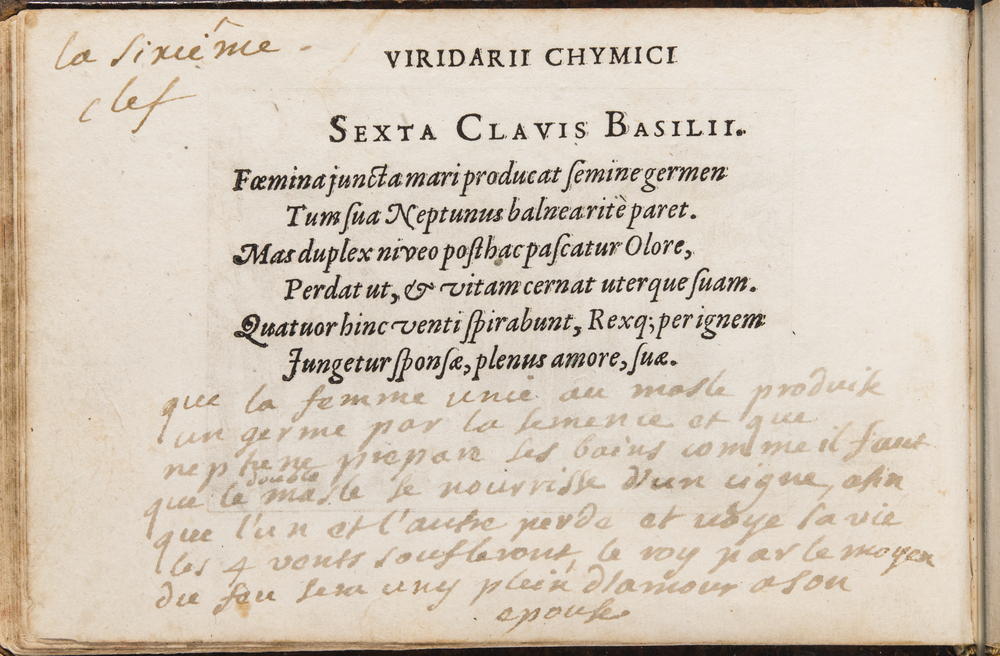 la sixiême
clef
VIRIDARII CHYMICI
SEXTA CLAVIS BASILII.
Fœmina juncta mari producat ſemine germen
Tum ſua Neptunus balnea ritè paret.
Mas duplex niveo poſthac paſcatur Olore,
Perdat ut, & vitam cernat uterque ſuam.
Quatuor hinc venti ſpirabunt, Rexq; per ignem
Jungetur ſponſæ, plenus amore, ſuæ.
que la femme unie au masle produise
un germe par la semence et que
neptune prepare ses bains comme il faut
que le double masle se nourrisse d'un cigne, afin
que l'un et l'autre perde et voye sa vie
les 4 vents soufleront, le roy par le moyen
du feu sera uny plein d'amour a son
epouse